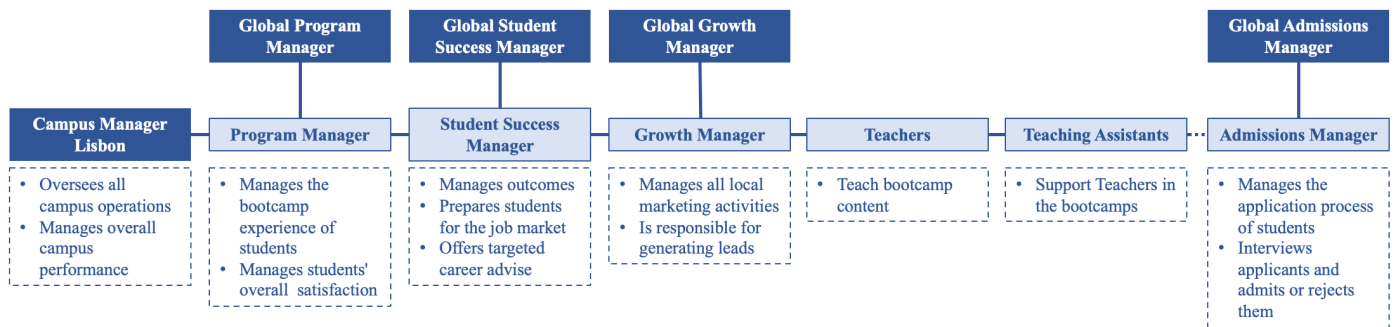 Global Program
Manager
Global Student
Success Manager
Global Growth
Manager
Global Admissions
Manager
Campus Manager
Lisbon
Program Manager
Student Success
Manager
Growth Manager
Teachers
Teaching Assistants
Admissions Manager
• Oversees all
campus operations
• Manages overall
campus
performance
• Manages the
bootcamp
experience of
students
• Manages students'
overall satisfaction
• Manages outcomes
• Prepares students
for the job market
• Offers targeted
career advise
• Manages all local
marketing activities
• Is responsible for
generating leads
• Teach bootcamp
content
• Support Teachers in
the bootcamps
• Manages the
application process
of students
• Interviews
applicants and
admits or rejects
them